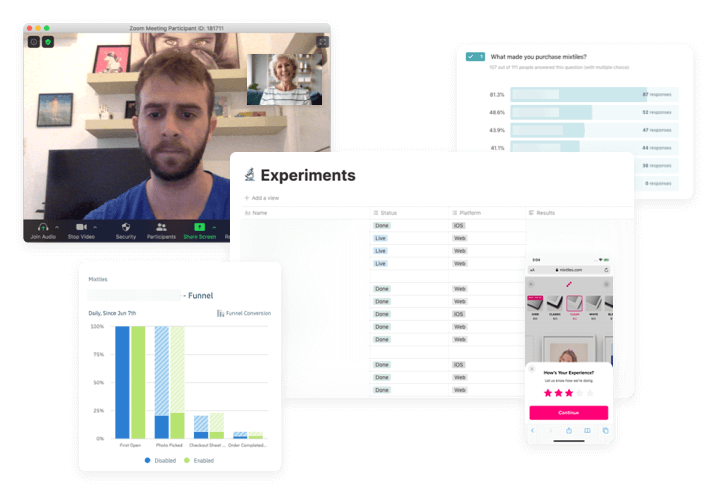 Zoom Meeting Participant ID: 181711
Join Audio
Stop Video
Security
Participants
Share Screen
What made you purchase mixtiles?
107 out of 111 people answered this question (with multiple choice)
81.3%
87 responses
48.6%
52 responses
43.9%
47 responses
41.1%
44 responses
36 responses
5 responses
Experiments
+ Add a view
Name Status Platform Results
Done iOS
Live Web
Live Web
Live Web
Done Web
Done Web
Done iOS
Done Web
Done Web
Done iOS
Done Web
Done Web
Mixtiles
- Funnel
Daily, Since Jun 7th
Funnel Conversion
100%
75%
50%
25%
0%
First Open
Photo Picked
Checkout Sheet ...
Order Completed...
Disabled
Enabled
AA
mixtiles.com
CLASSIC
WHITE
How's Your Experience?
Let us know how we're doing
Continue